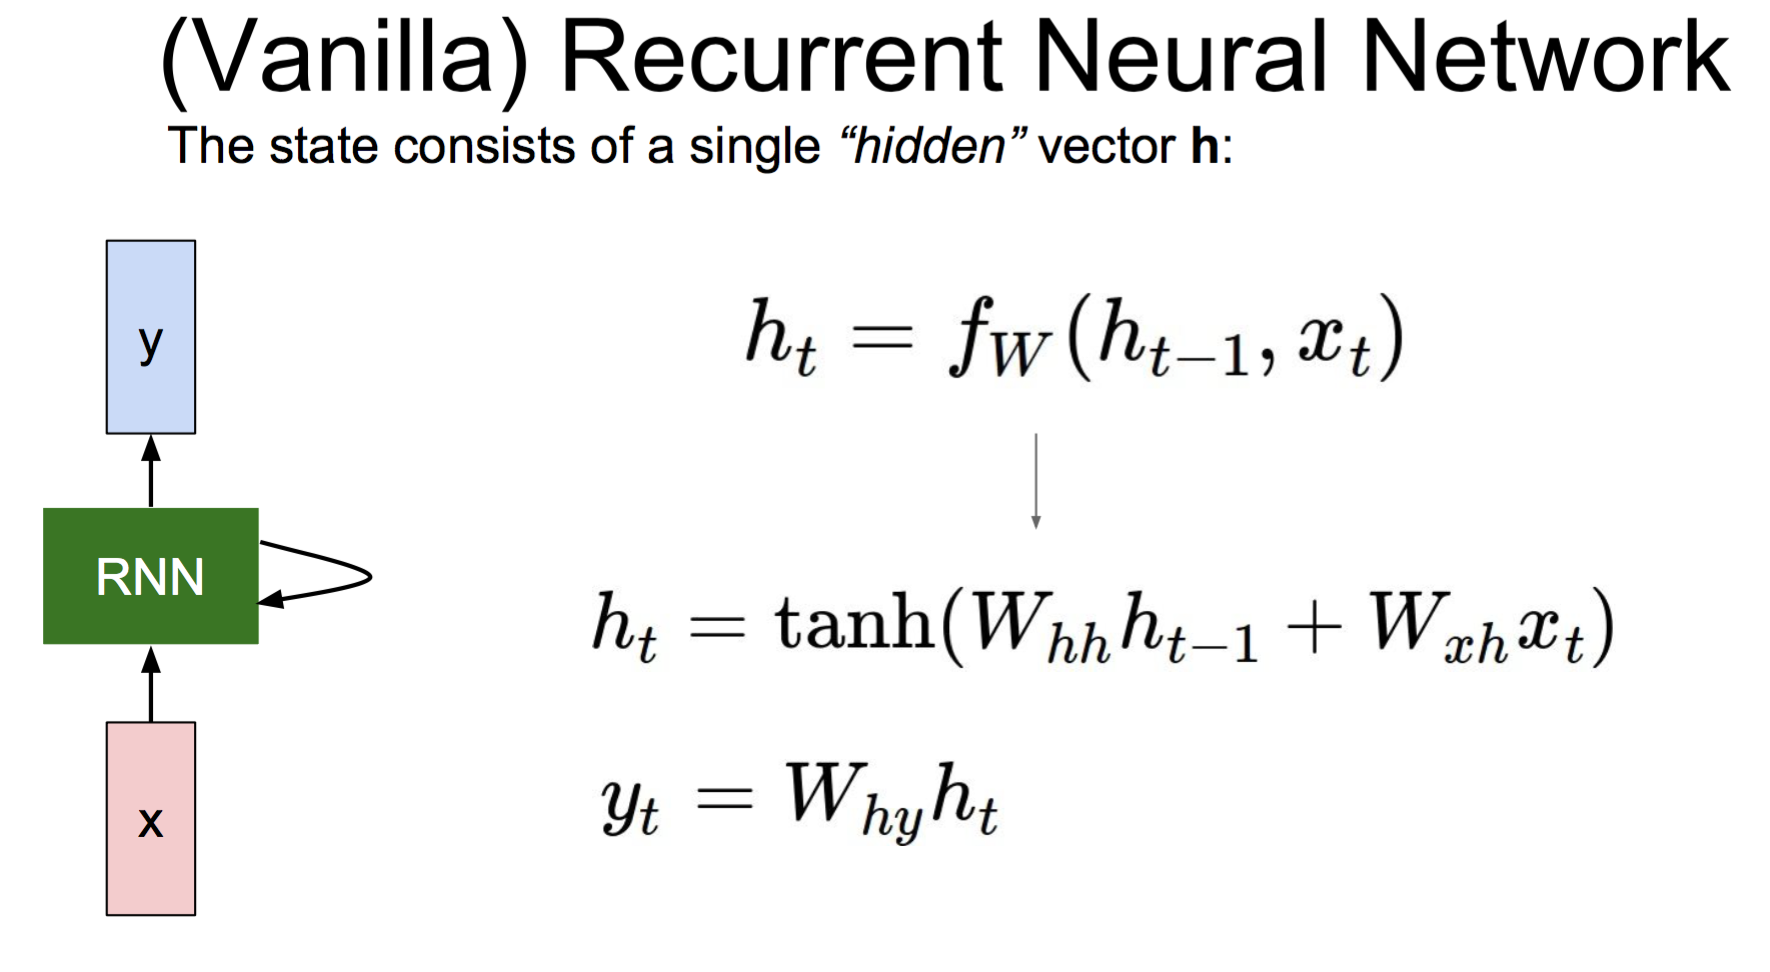 (Vanilla) Recurrent Neural Network
The state consists of a single “hidden” vector h:
y
RNN
x
h_t = f_W(h_{t−1}, x_t)
h_t = tanh(W_{hh}h_{t−1} + W_{xh}x_t)
y_t = W_{hy}h_t